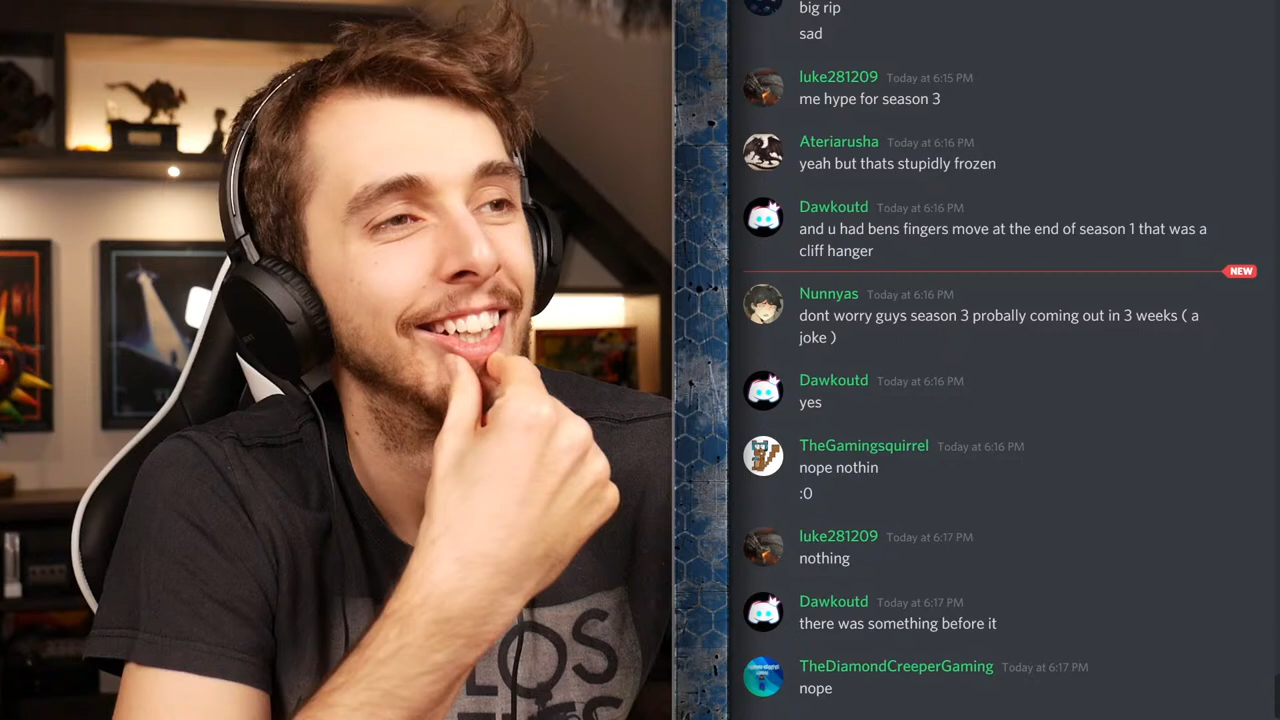 big rip
sad
luke281209 Today at 6:15 PM
me hype for season 3
Ateriarusha Today at 6:16 PM
yeah but thats stupidly frozen
Dawkoutd Today at 6:16 PM
and u had bens fingers move at the end of season 1 that was a
cliff hanger
NEW
Nunnyas Today at 6:16 PM
dont worry guys season 3 probally coming out in 3 weeks ( a
joke )
Dawkoutd Today at 6:16 PM
yes
TheGamingsquirrel Today at 6:16 PM
nope nothin
:0
luke281209 Today at 6:17 PM
nothing
Dawkoutd Today at 6:17 PM
there was something before it
TheDiamondCreeperGaming Today at 6:17 PM
nope
LOS